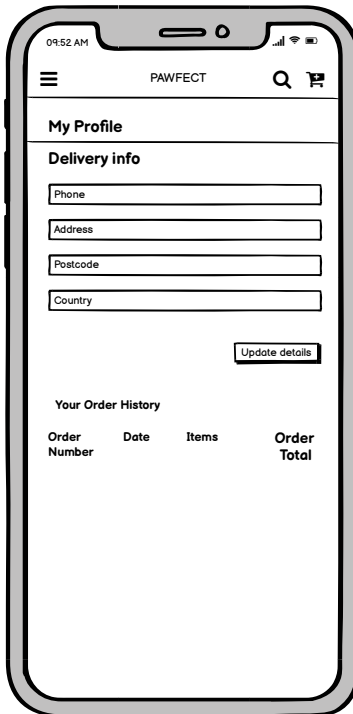 09:52 AM
PAWFECT
My Profile
Delivery info
Phone
Address
Postcode
Country
Update details
Your Order History
Order Number Date Items Order Total